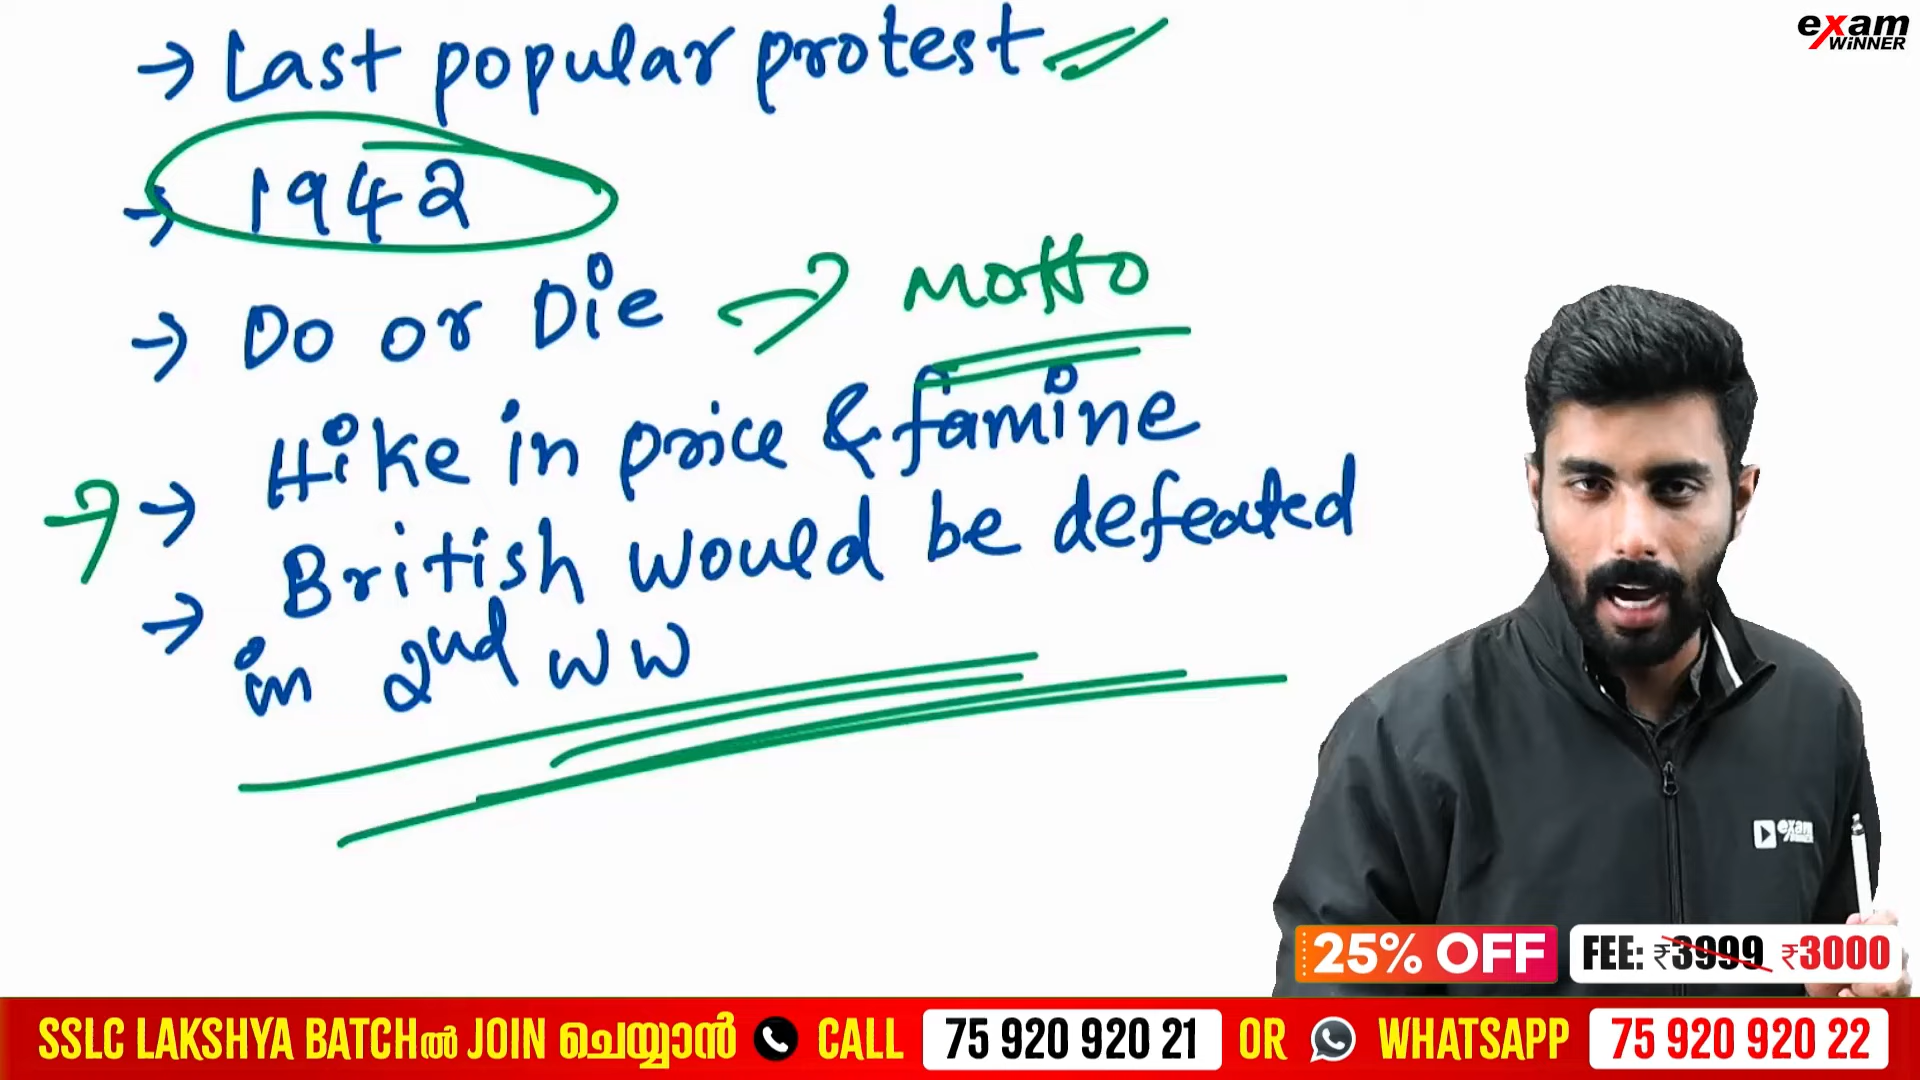 exam
WiNNER
→ Last popular protest
→ 1942
→ Do or Die → Motto
→ Hike in price & famine
→ British would be defeated
in 2nd WW
exam
25% OFF FEE: ₹3999 ₹3000
SSLC LAKSHYA BATCHൽ JOIN ചെയ്യാൻ CALL 75 920 920 21 OR WHATSAPP 75 920 920 22